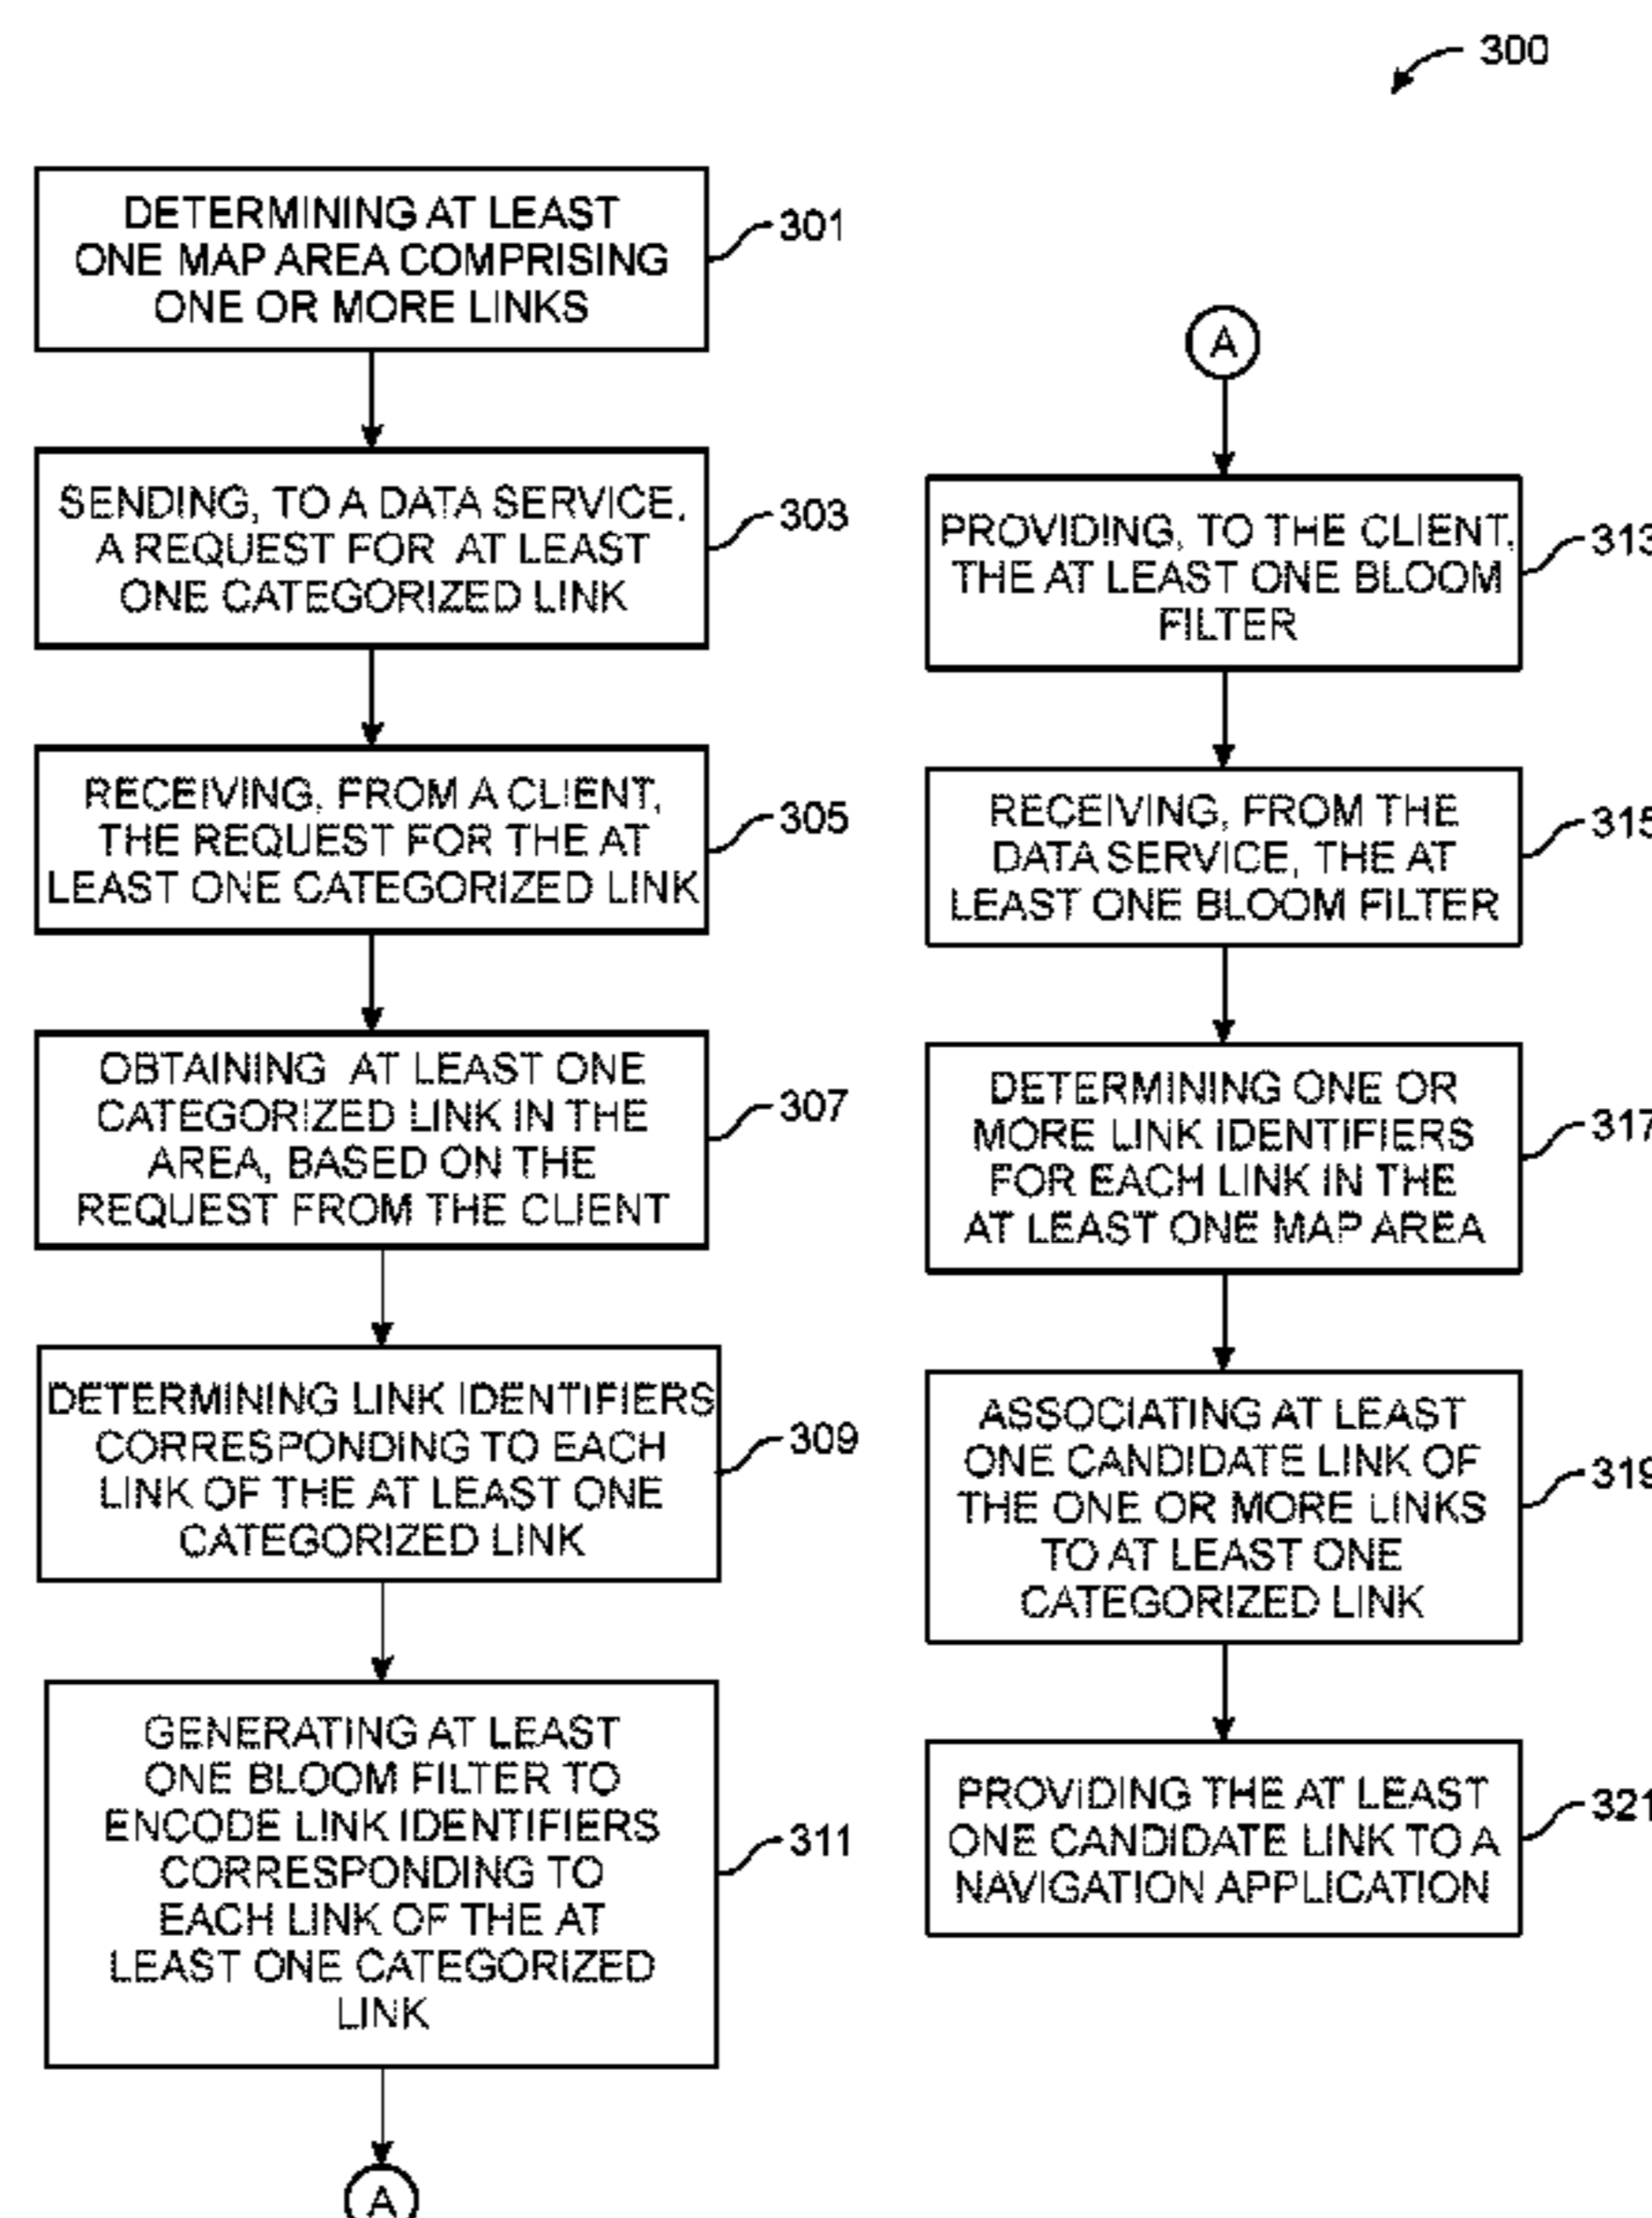 300
DETERMINING AT LEAST
ONE MAP AREA COMPRISING
ONE OR MORE LINKS
301
SENDING, TO A DATA SERVICE,
A REQUEST FOR AT LEAST
ONE CATEGORIZED LINK
303
RECEIVING, FROM A CLIENT,
THE REQUEST FOR THE AT
LEAST ONE CATEGORIZED LINK
305
OBTAINING AT LEAST ONE
CATEGORIZED LINK IN THE
AREA, BASED ON THE
REQUEST FROM THE CLIENT
307
DETERMINING LINK IDENTIFIERS
CORRESPONDING TO EACH
LINK OF THE AT LEAST ONE
CATEGORIZED LINK
309
GENERATING AT LEAST
ONE BLOOM FILTER TO
ENCODE LINK IDENTIFIERS
CORRESPONDING TO
EACH LINK OF THE AT
LEAST ONE CATEGORIZED
LINK
311
A
A
PROVIDING, TO THE CLIENT,
THE AT LEAST ONE BLOOM
FILTER
313
RECEIVING, FROM THE
DATA SERVICE, THE AT
LEAST ONE BLOOM FILTER
315
DETERMINING ONE OR
MORE LINK IDENTIFIERS
FOR EACH LINK IN THE
AT LEAST ONE MAP AREA
317
ASSOCIATING AT LEAST
ONE CANDIDATE LINK OF
THE ONE OR MORE LINKS
TO AT LEAST ONE
CATEGORIZED LINK
319
PROVIDING THE AT LEAST
ONE CANDIDATE LINK TO A
NAVIGATION APPLICATION
321